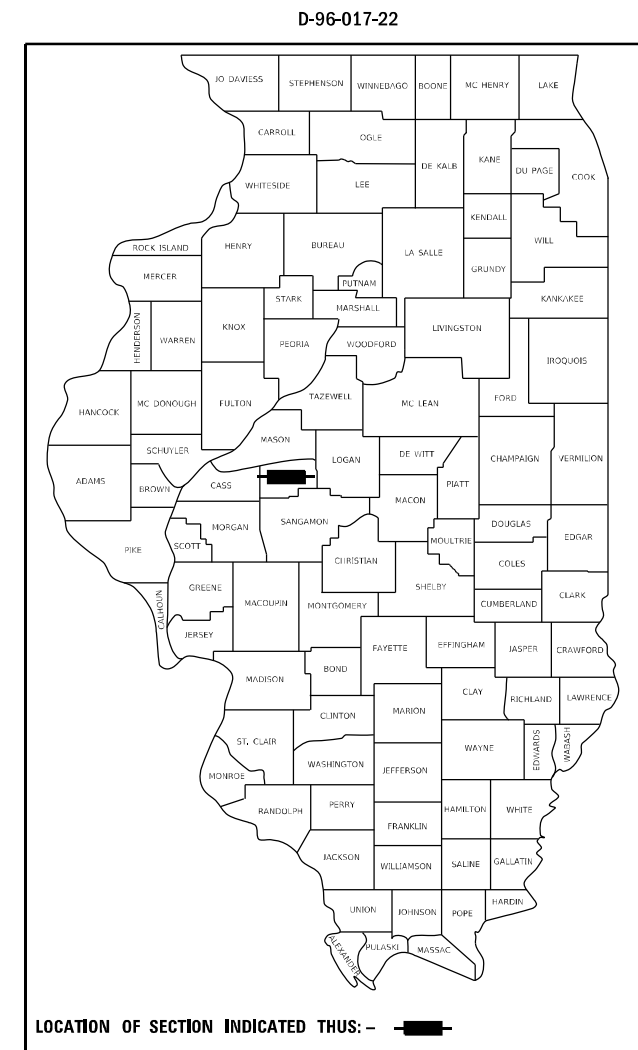 D-96-017-22
JO DAVIESS STEPHENSON WINNEBAGO BOONE MC HENRY LAKE
CARROLL OGLE
DE KALB KANE DU PAGE COOK
WHITESIDE LEE
KENDALL
ROCK ISLAND HENRY BUREAU LA SALLE WILL
GRUNDY
MERCER PUTNAM
STARK MARSHALL KANKAKEE
HENDERSON WARREN KNOX PEORIA WOODFORD LIVINGSTON
IROQUOIS
HANCOCK MC DONOUGH FULTON TAZEWELL MC LEAN FORD
MASON
SCHUYLER LOGAN DE WITT CHAMPAIGN VERMILION
ADAMS BROWN CASS PIATT
MACON
MORGAN SANGAMON DOUGLAS
PIKE SCOTT CHRISTIAN MOULTRIE EDGAR
COLES
GREENE SHELBY
CALHOUN MACOUPIN MONTGOMERY CUMBERLAND CLARK
JERSEY FAYETTE EFFINGHAM JASPER CRAWFORD
MADISON BOND
CLAY RICHLAND LAWRENCE
CLINTON MARION
ST. CLAIR WAYNE EDWARDS WABASH
MONROE WASHINGTON JEFFERSON
RANDOLPH PERRY HAMILTON WHITE
FRANKLIN
JACKSON WILLIAMSON SALINE GALLATIN
HARDIN
UNION JOHNSON POPE
ALEXANDER PULASKI MASSAC
LOCATION OF SECTION INDICATED THUS: –